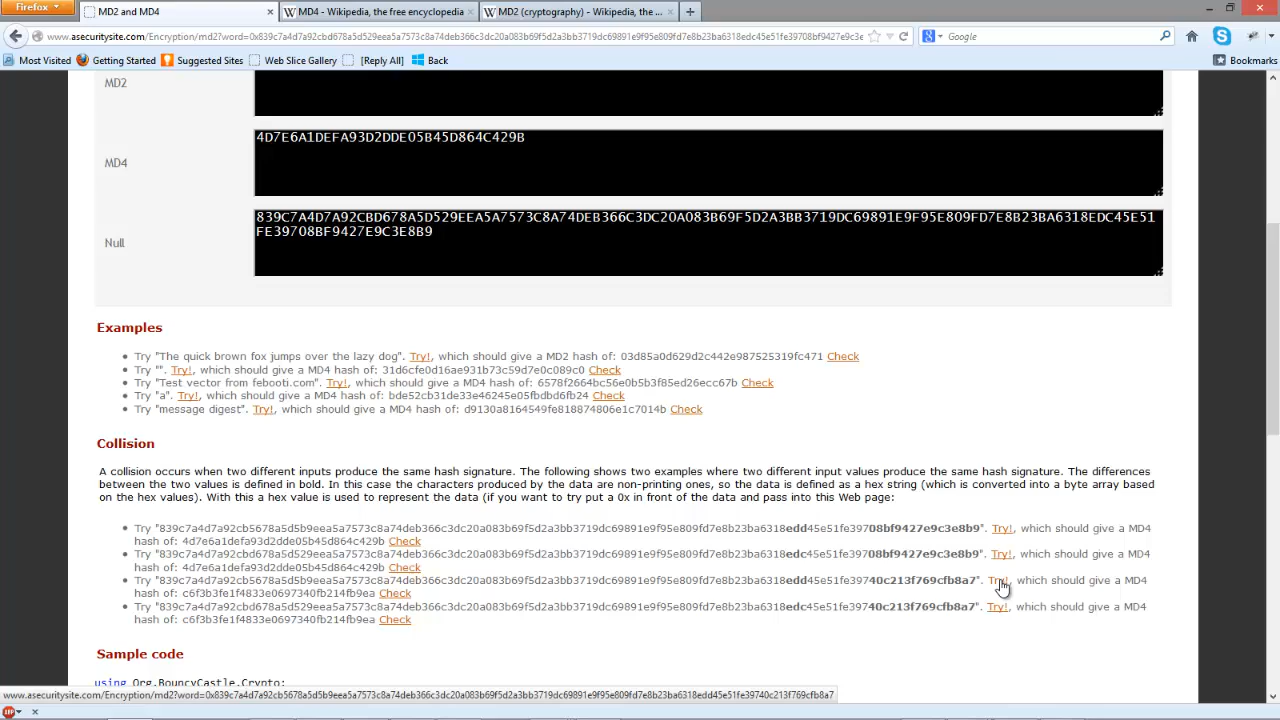 Firefox
MD2 and MD4
MD4 - Wikipedia, the free encyclopedia
MD2 (cryptography) - Wikipedia, the ...
www.asecuritysite.com/Encryption/md2?word=0x839c7a4d7a92cbd678a5d529eea5a7573c8a74deb366c3dc20a083b69f5d2a3bb3719dc69891e9f95e809fd7e8b23ba6318edc45e51fe39708bf9427e9c3e
Google
Most Visited
Getting Started
Suggested Sites
Web Slice Gallery
[Reply All]
Back
Bookmarks
MD2
MD4
4D7E6A1DEFA93D2DDE05B45D864C429B
Null
839C7A4D7A92CBD678A5D529EEA5A7573C8A74DEB366C3DC20A083B69F5D2A3BB3719DC69891E9F95E809FD7E8B23BA6318EDC45E51
FE39708BF9427E9C3E8B9
Examples
Try "The quick brown fox jumps over the lazy dog". Try!, which should give a MD2 hash of: 03d85a0d629d2c442e987525319fc471 Check
Try "". Try!, which should give a MD4 hash of: 31d6cfe0d16ae931b73c59d7e0c089c0 Check
Try "Test vector from febooti.com". Try!, which should give a MD4 hash of: 6578f2664bc56e0b5b3f85ed26ecc67b Check
Try "a". Try!, which should give a MD4 hash of: bde52cb31de33e46245e05fbdbd6fb24 Check
Try "message digest". Try!, which should give a MD4 hash of: d9130a8164549fe818874806e1c7014b Check
Collision
A collision occurs when two different inputs produce the same hash signature. The following shows two examples where two different input values produce the same hash signature. The differences
between the two values is defined in bold. In this case the characters produced by the data are non-printing ones, so the data is defined as a hex string (which is converted into a byte array based
on the hex values). With this a hex value is used to represent the data (if you want to try put a 0x in front of the data and pass into this Web page:
Try "839c7a4d7a92cb5678a5d5b9eea5a7573c8a74deb366c3dc20a083b69f5d2a3bb3719dc69891e9f95e809fd7e8b23ba6318edd45e51fe39708bf9427e9c3e8b9". Try!, which should give a MD4
hash of: 4d7e6a1defa93d2dde05b45d864c429b Check
Try "839c7a4d7a92cbd678a5d529eea5a7573c8a74deb366c3dc20a083b69f5d2a3bb3719dc69891e9f95e809fd7e8b23ba6318edc45e51fe39708bf9427e9c3e8b9". Try!, which should give a MD4
hash of: 4d7e6a1defa93d2dde05b45d864c429b Check
Try "839c7a4d7a92cb5678a5d5b9eea5a7573c8a74deb366c3dc20a083b69f5d2a3bb3719dc69891e9f95e809fd7e8b23ba6318edd45e51fe39740c213f769cfb8a7". Try!, which should give a MD4
hash of: c6f3b3fe1f4833e0697340fb214fb9ea Check
Try "839c7a4d7a92cbd678a5d529eea5a7573c8a74deb366c3dc20a083b69f5d2a3bb3719dc69891e9f95e809fd7e8b23ba6318edc45e51fe39740c213f769cfb8a7". Try!, which should give a MD4
hash of: c6f3b3fe1f4833e0697340fb214fb9ea Check
Sample code
using Org.BouncyCastle.Crypto;
www.asecuritysite.com/Encryption/md2?word=0x839c7a4d7a92cb5678a5d5b9eea5a7573c8a74deb366c3dc20a083b69f5d2a3bb3719dc69891e9f95e809fd7e8b23ba6318edd45e51fe39740c213f769cfb8a7